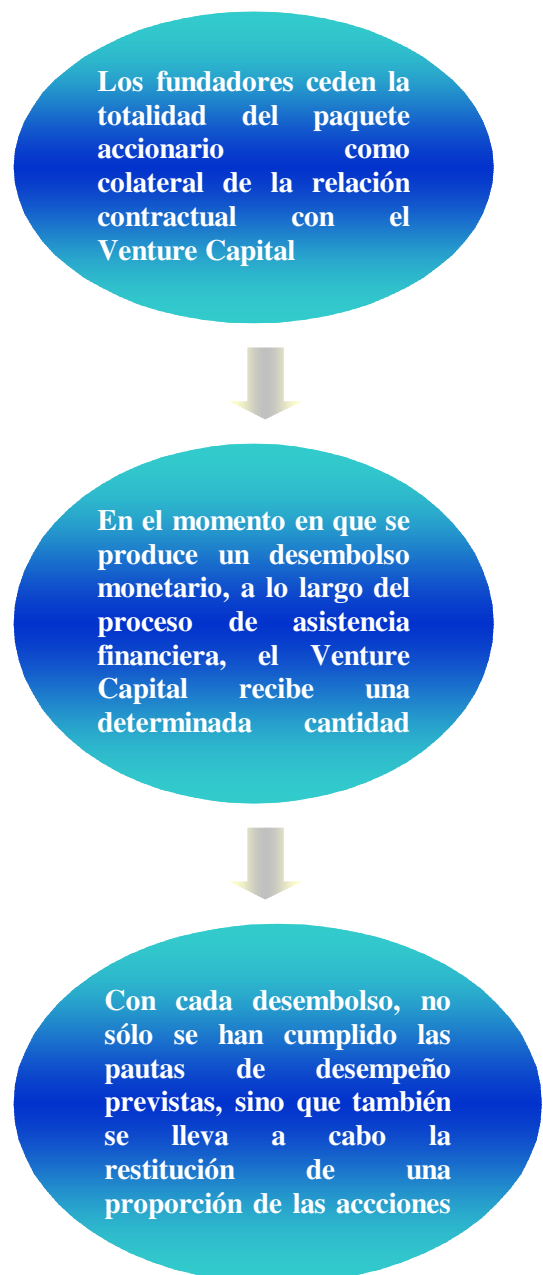 Los fundadores ceden la
totalidad del paquete
accionario como
colateral de la relación
contractual con el
Venture Capital
En el momento en que se
produce un desembolso
monetario, a lo largo del
proceso de asistencia
financiera, el Venture
Capital recibe una
determinada cantidad
Con cada desembolso, no
sólo se han cumplido las
pautas de desempeño
previstas, sino que también
se lleva a cabo la
restitución de una
proporción de las accciones